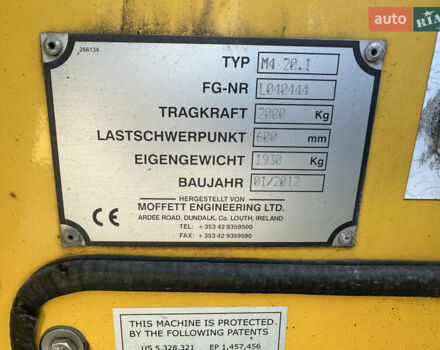 auto RIA
266134
TYP M4 20.1
FG-NR L040444
TRAGKRAFT 2000 Kg
LASTSCHWERPUNKT 600 mm
EIGENGEWICHT 1930 Kg
BAUJAHR 01/2012
HERGESTELLT VON
MOFFETT ENGINEERING LTD.
ARDEE ROAD, DUNDALK, Co. LOUTH, IRELAND
TEL: +353 42 9359500
FAX: +353 42 9359590
CE
THIS MACHINE IS PROTECTED
BY THE FOLLOWING PATENTS
US 5,328,321 EP 1,457,456